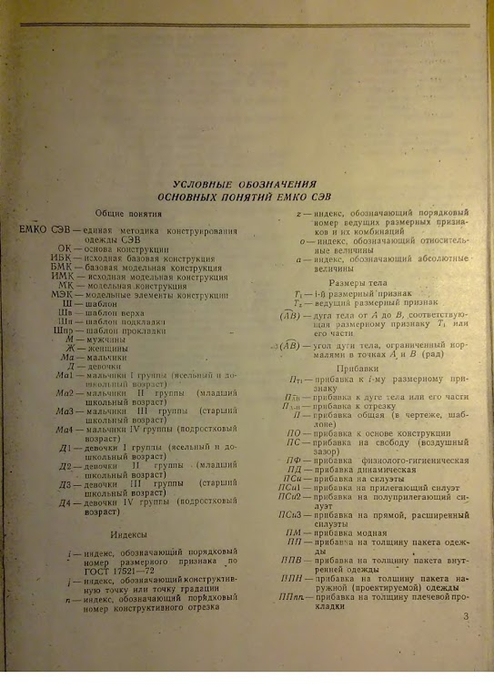 УСЛОВНЫЕ ОБОЗНАЧЕНИЯ
ОСНОВНЫХ ПОНЯТИЙ ЕМКО СЭВ
Общие понятия
ЕМКО СЭВ — единая методика конструирования
одежды СЭВ
ОК — основа конструкции
ИБК — исходная базовая конструкция
БМК — базовая модельная конструкция
ИМК — исходная модельная конструкция
МК — модельная конструкция
МЭК — модельные элементы конструкции
Ш — шаблон
Шв — шаблон верха
Шп — шаблон подкладки
Шпр — шаблон прокладки
М — мужчины
Ж — женщины
Ма — мальчики
Д — девочки
Ма1 — мальчики I группы (ясельный и до-
школьный возраст)
Ма2 — мальчики II группы (младший
школьный возраст)
Ма3 — мальчики III группы (старший
школьный возраст)
Ма4 — мальчики IV группы (подростковый
возраст)
Д1 — девочки I группы (ясельный и до-
школьный возраст)
Д2 — девочки II группы (младший
школьный возраст)
Д3 — девочки III группы (старший
школьный возраст)
Д4 — девочки IV группы (подростковый
возраст)
Индексы
i — индекс, обозначающий порядковый
номер размерного признака по
ГОСТ 17521—72
j — индекс, обозначающий конструктив-
ную точку или точку градации
n — индекс, обозначающий порядковый
номер конструктивного отрезка
г — индекс, обозначающий порядковый
номер ведущих размерных призна-
ков и их комбинаций
о — индекс, обозначающий относитель-
ные величины
а — индекс, обозначающий абсолютные
величины
Размеры тела
Тi — i-й размерный признак
Тг — ведущий размерный признак
(АВ) — дуга тела от А до В, соответствую-
щая размерному признаку Тi или
его части
(АВ) — угол дуги тела, ограниченный нор-
малями в точках А и В (рад)
Прибавки
— прибавка к i-му размерному при-
знаку
— прибавка к дуге тела или его части
— прибавка к отрезку
П — прибавка общая (в чертеже, шаб-
лоне)
ПО — прибавка к основе конструкции
ПС — прибавка на свободу (воздушный
зазор)
ПФ — прибавка физиолого-гигиеническая
ПД — прибавка динамическая
ПСи — прибавка на силуэты
ПСи1 — прибавка на прилегающий силуэт
ПСи2 — прибавка на полуприлегающий си-
луэт
ПСи3 — прибавка на прямой, расширенный
силуэты
ПМ — прибавка модная
ПП — прибавка на толщину пакета одеж-
ды
ППВ — прибавка на толщину пакета внут-
ренней одежды
ППН — прибавка на толщину пакета на-
ружной (проектируемой) одежды
ППпп — прибавка на толщину плечевой про-
кладки
3